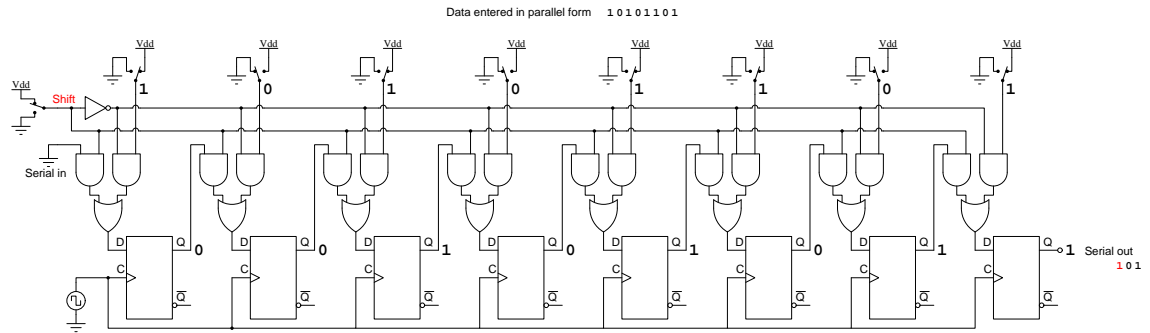 Data entered in parallel form 1 0 1 0 1 1 0 1
Vdd Vdd Vdd Vdd Vdd Vdd Vdd Vdd
Vdd
Shift
1 0 1 0 1 1 0 1
Serial in
D Q D Q D Q D Q D Q D Q D Q D Q
0 0 1 0 1 0 1 1 Serial out
1 0 1
C C C C C C C C
Q Q Q Q Q Q Q Q